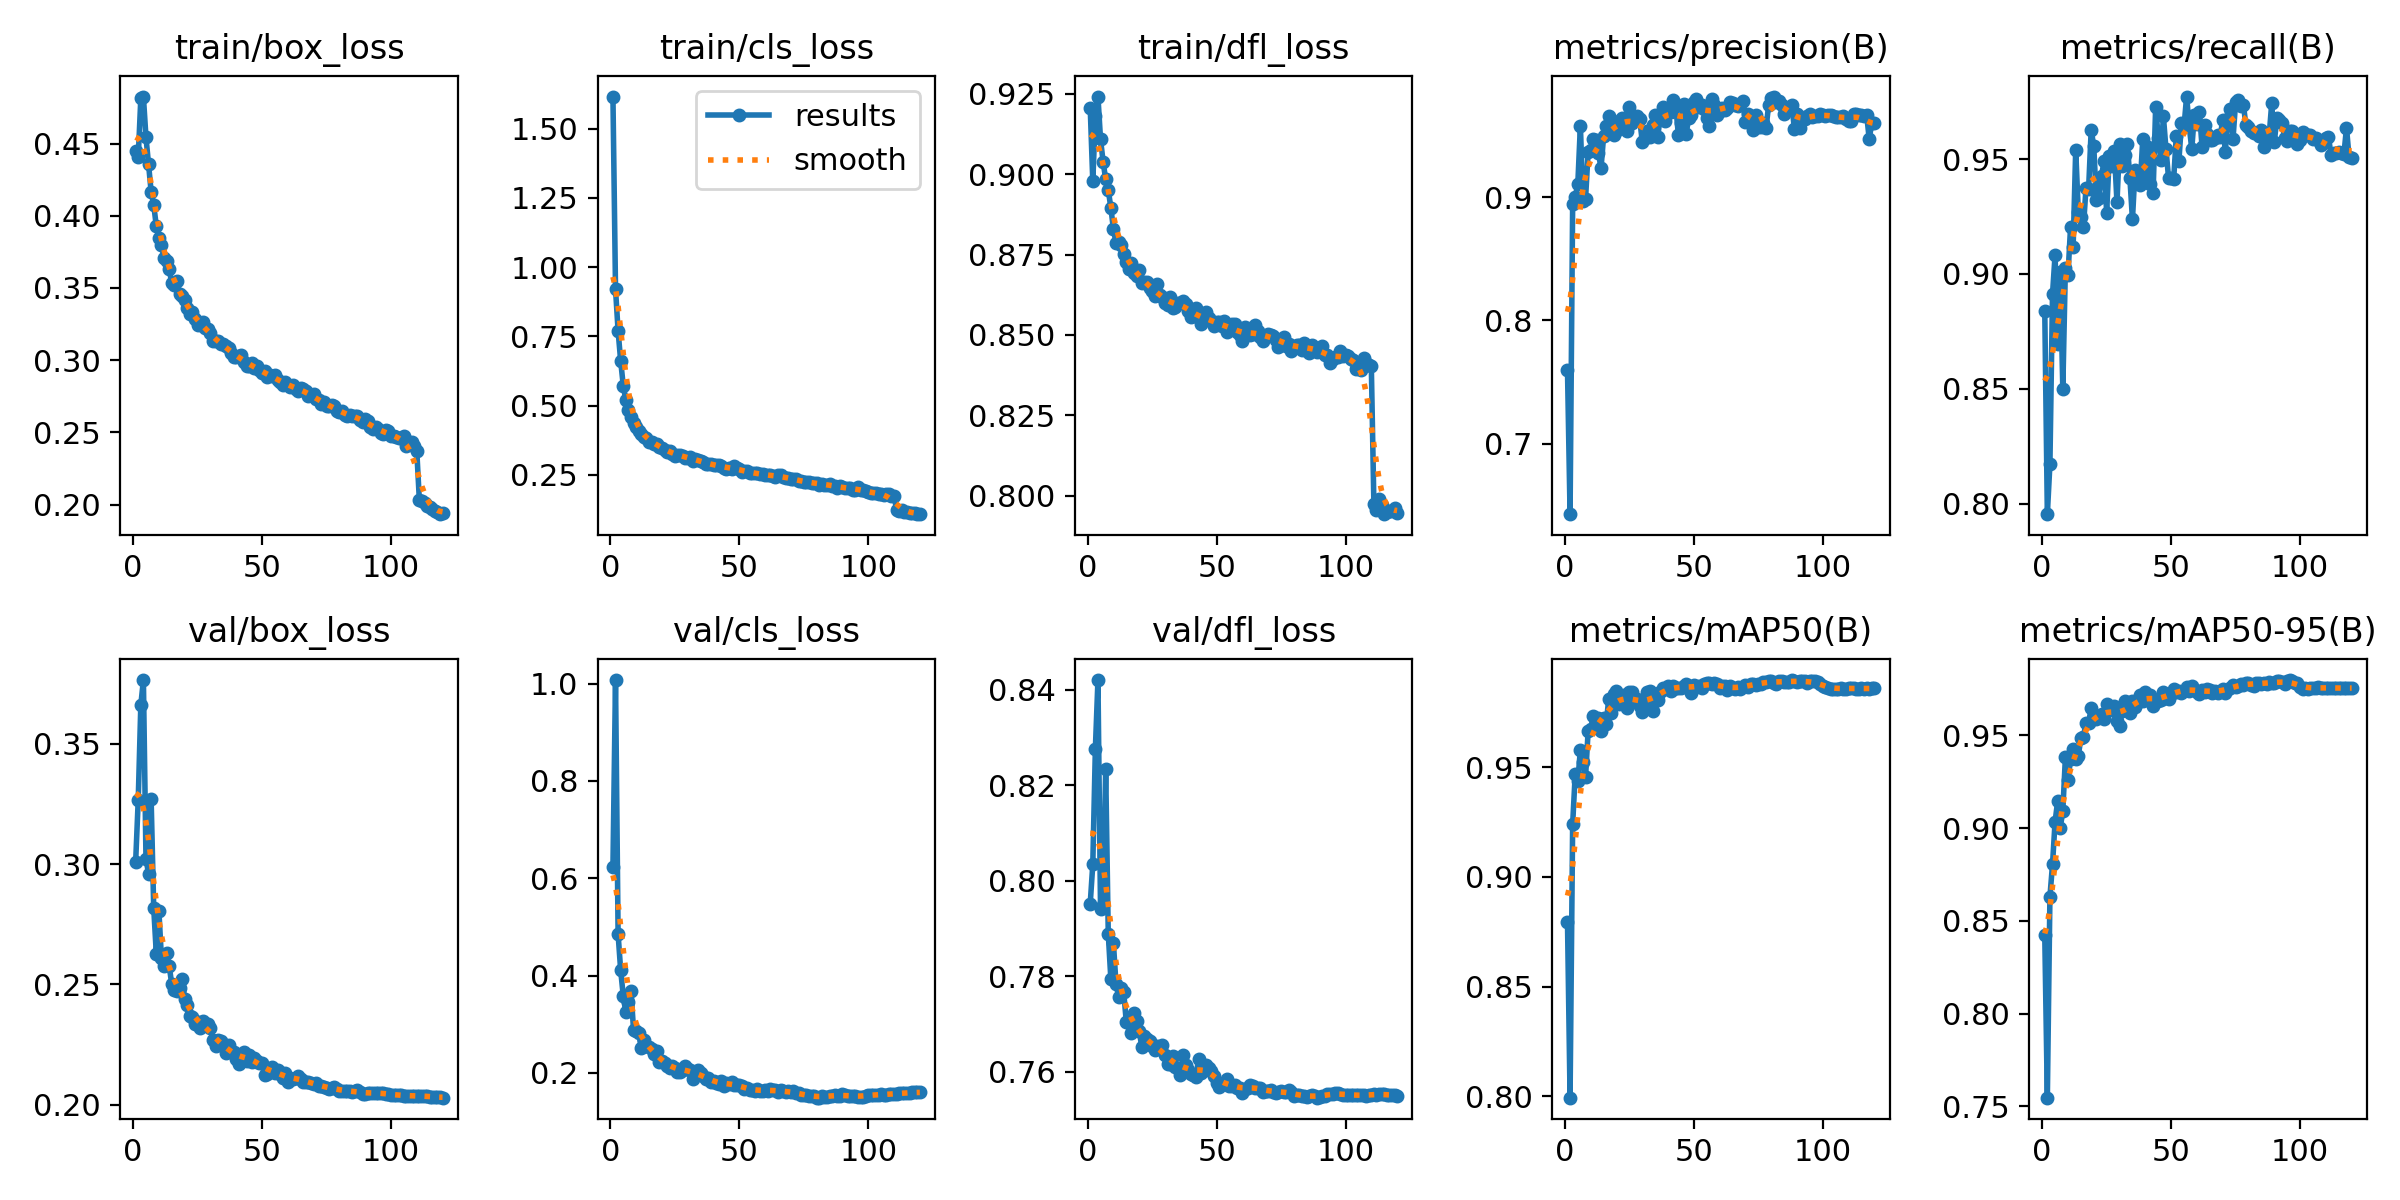 train/box_loss
0.45
0.40
0.35
0.30
0.25
0.20
0 50 100
train/cls_loss
results
smooth
1.50
1.25
1.00
0.75
0.50
0.25
0 50 100
train/dfl_loss
0.925
0.900
0.875
0.850
0.825
0.800
0 50 100
metrics/precision(B)
0.9
0.8
0.7
0 50 100
metrics/recall(B)
0.95
0.90
0.85
0.80
0 50 100
val/box_loss
0.35
0.30
0.25
0.20
0 50 100
val/cls_loss
1.0
0.8
0.6
0.4
0.2
0 50 100
val/dfl_loss
0.84
0.82
0.80
0.78
0.76
0 50 100
metrics/mAP50(B)
0.95
0.90
0.85
0.80
0 50 100
metrics/mAP50-95(B)
0.95
0.90
0.85
0.80
0.75
0 50 100